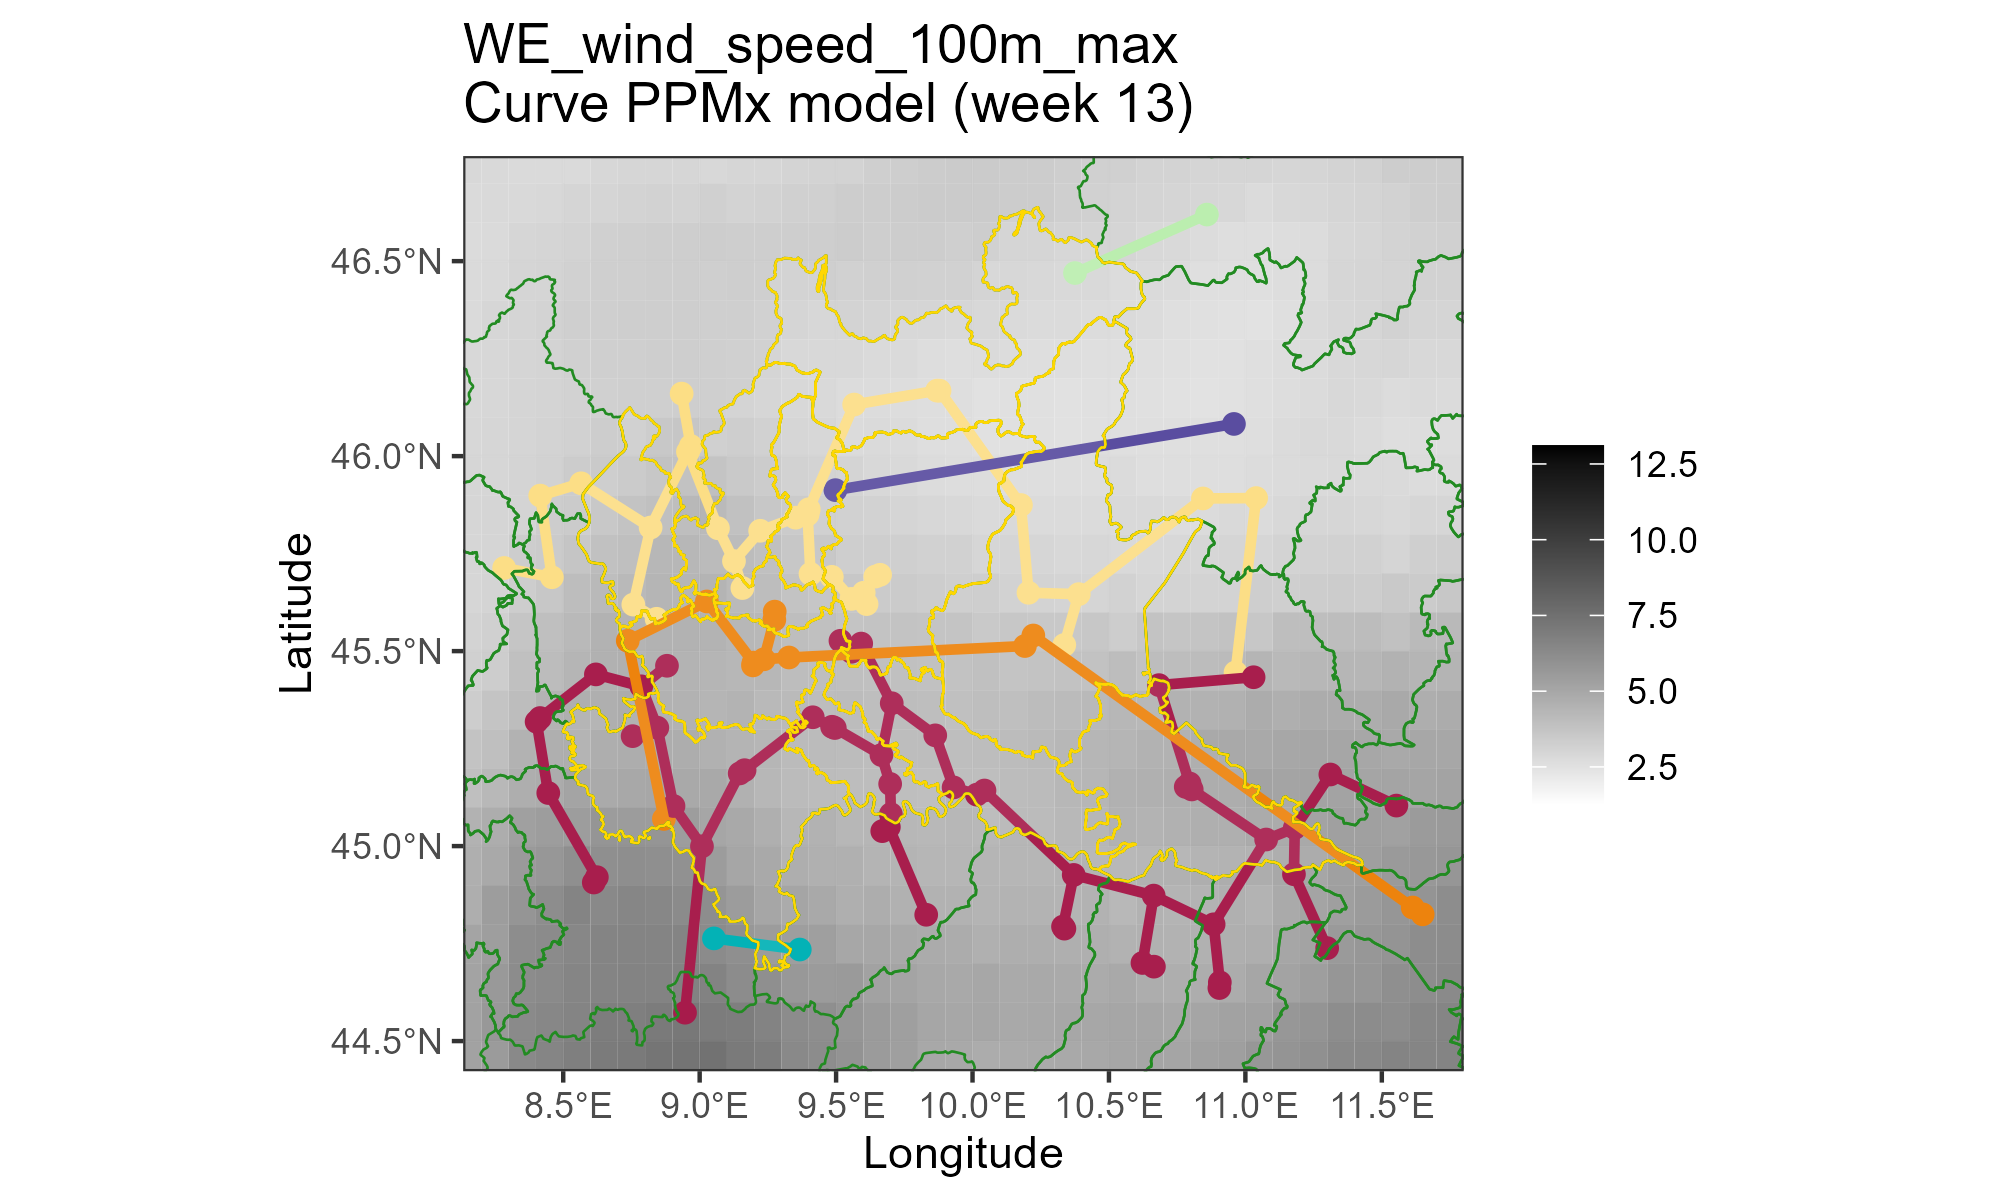 WE_wind_speed_100m_max
Curve PPMx model (week 13)
46.5°N
46.0°N
45.5°N
45.0°N
44.5°N
Latitude
8.5°E 9.0°E 9.5°E 10.0°E 10.5°E 11.0°E 11.5°E
Longitude
12.5
10.0
7.5
5.0
2.5